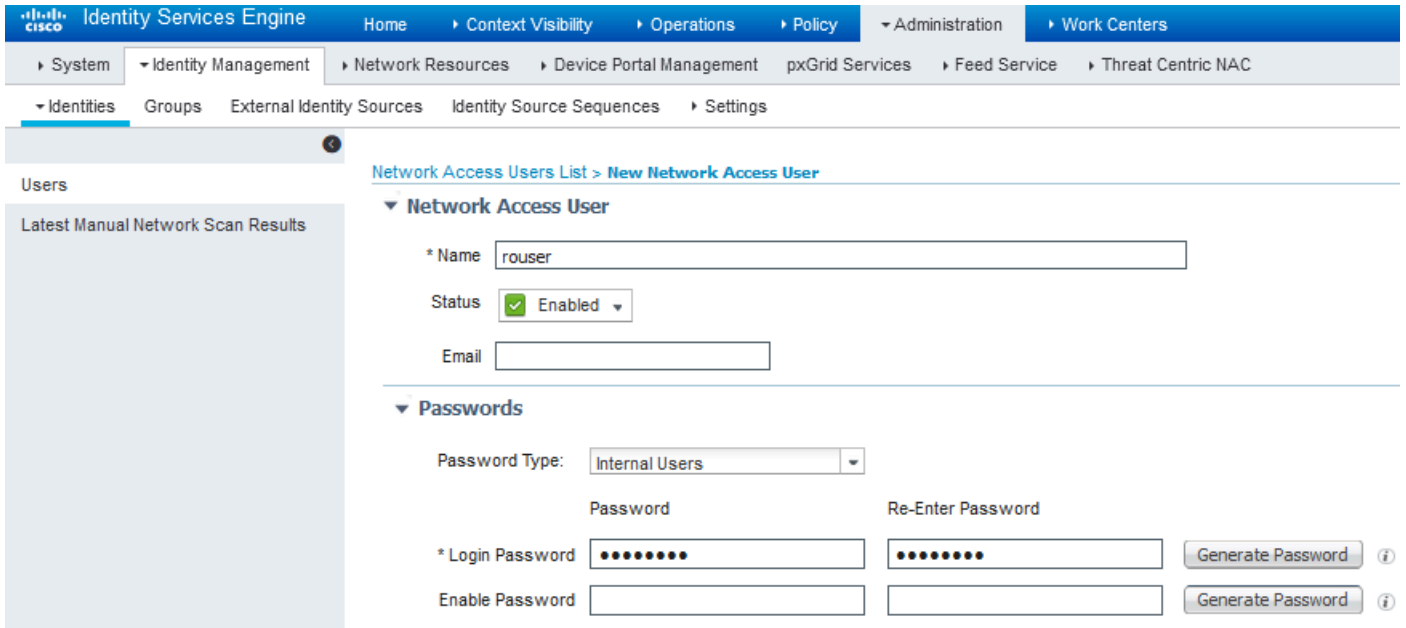 cisco Identity Services Engine Home Context Visibility Operations Policy Administration Work Centers
System Identity Management Network Resources Device Portal Management pxGrid Services Feed Service Threat Centric NAC
Identities Groups External Identity Sources Identity Source Sequences Settings
Users
Latest Manual Network Scan Results
Network Access Users List > New Network Access User
Network Access User
* Name rouser
Status Enabled
Email
Passwords
Password Type: Internal Users
Password Re-Enter Password
* Login Password •••••••• •••••••• Generate Password i
Enable Password Generate Password i